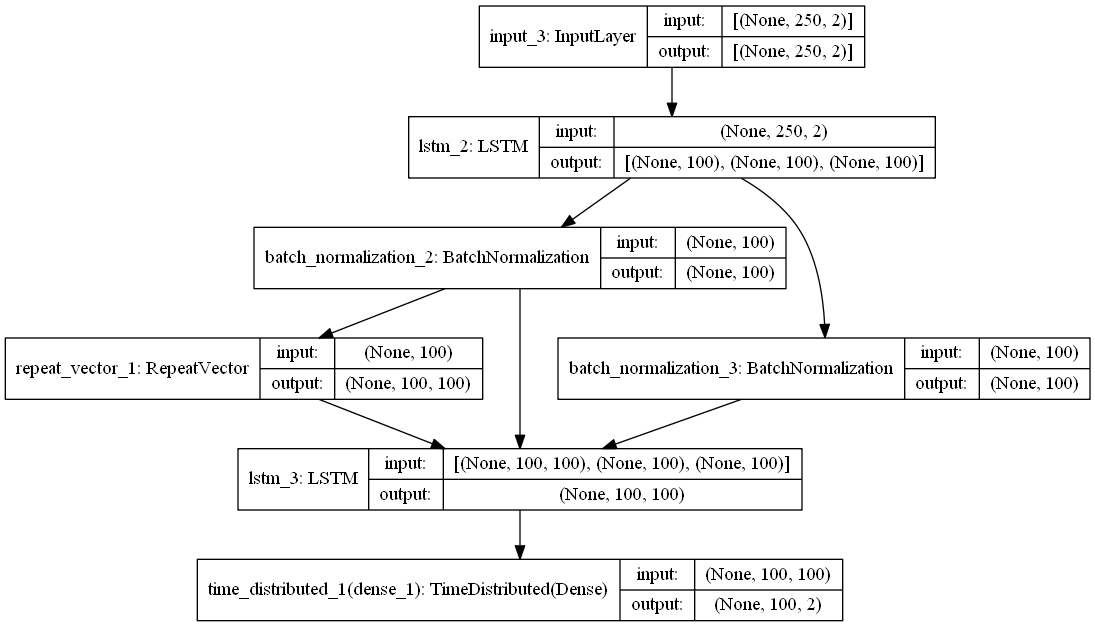 input_3: InputLayer
input: [(None, 250, 2)]
output: [(None, 250, 2)]
lstm_2: LSTM
input: (None, 250, 2)
output: [(None, 100), (None, 100), (None, 100)]
batch_normalization_2: BatchNormalization
input: (None, 100)
output: (None, 100)
repeat_vector_1: RepeatVector
input: (None, 100)
output: (None, 100, 100)
batch_normalization_3: BatchNormalization
input: (None, 100)
output: (None, 100)
lstm_3: LSTM
input: [(None, 100, 100), (None, 100), (None, 100)]
output: (None, 100, 100)
time_distributed_1(dense_1): TimeDistributed(Dense)
input: (None, 100, 100)
output: (None, 100, 2)